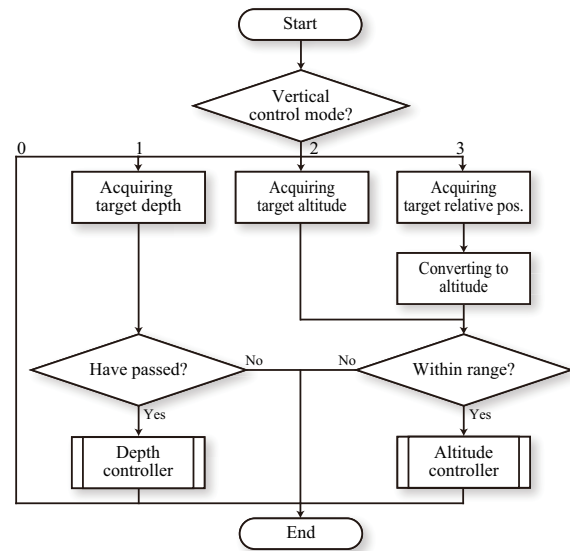 Start
Vertical
control mode?
0
1
2
3
Acquiring
target depth
Acquiring
target altitude
Acquiring
target relative pos.
Converting to
altitude
Have passed?
No
No
Within range?
Yes
Yes
Depth
controller
Altitude
controller
End